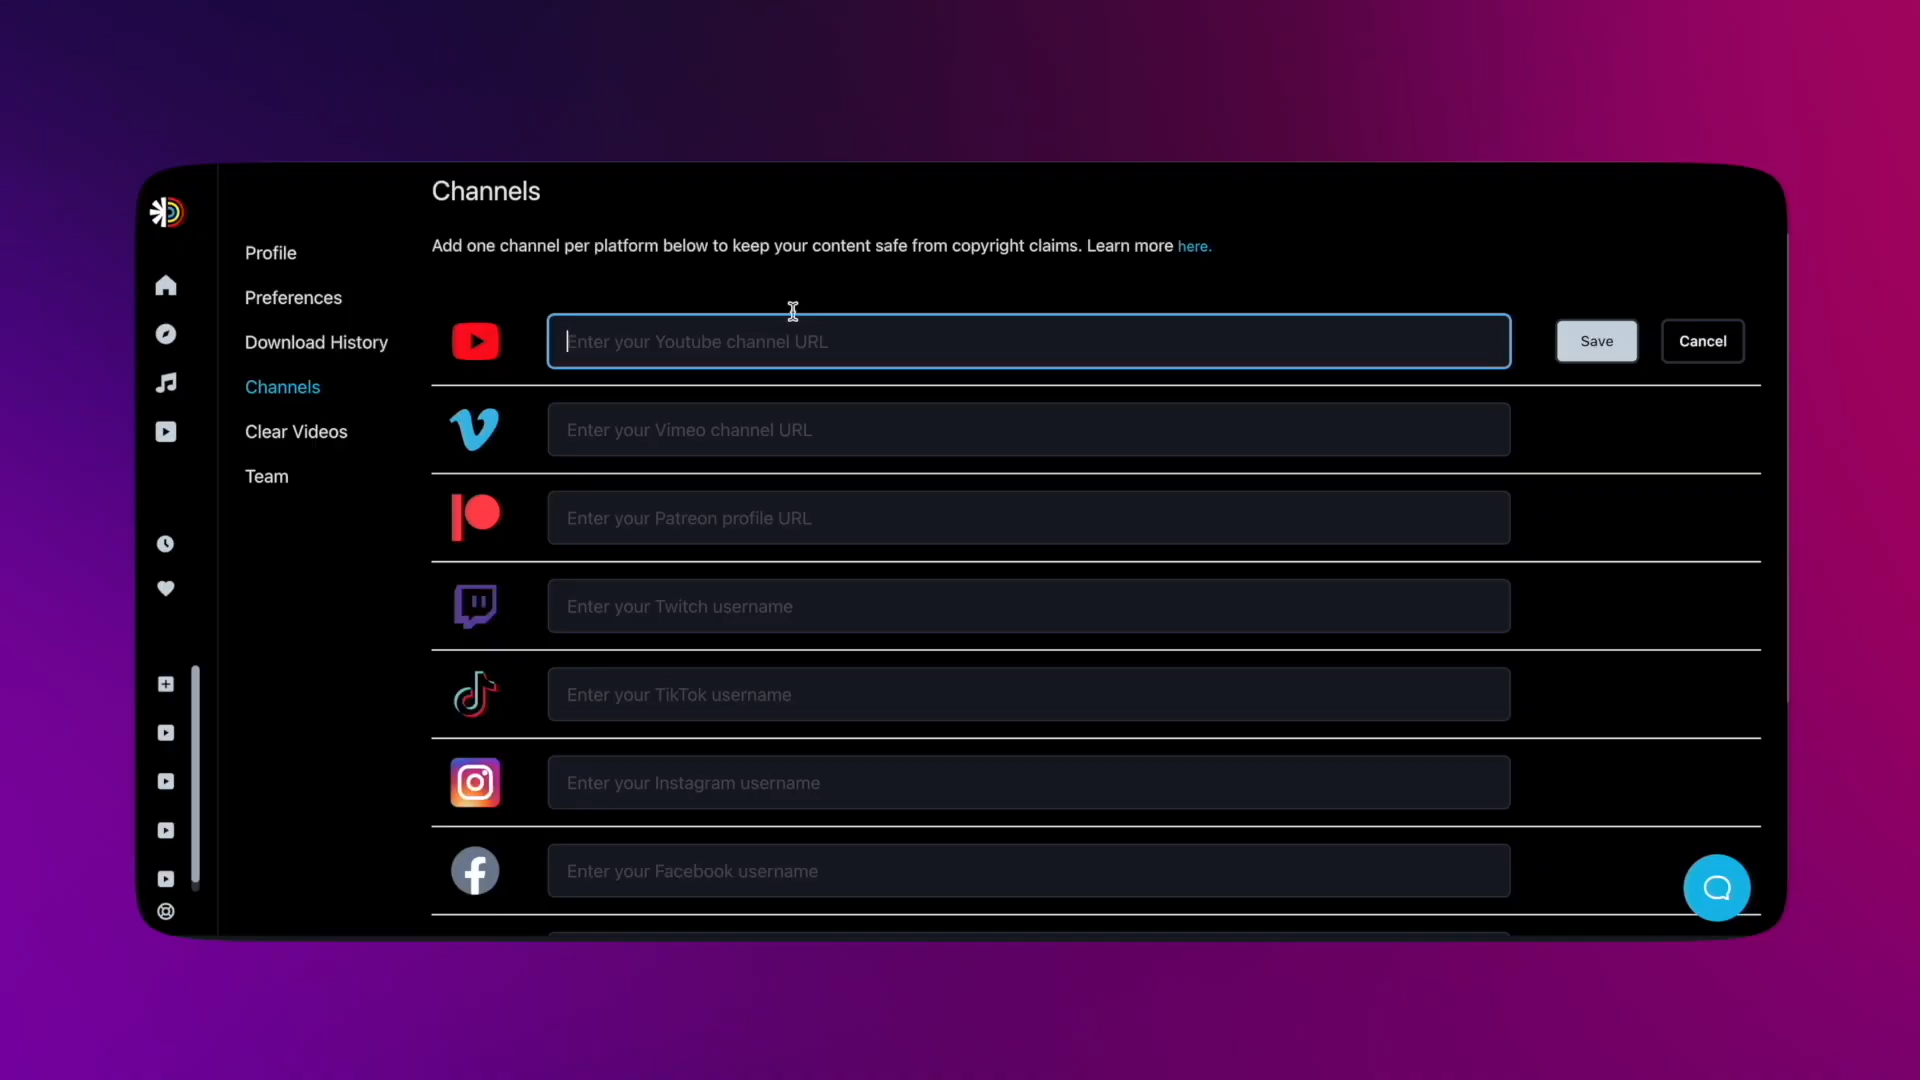 Channels
Add one channel per platform below to keep your content safe from copyright claims. Learn more here.
Profile
Preferences
Download History
Channels
Clear Videos
Team
Enter your Youtube channel URL
Save
Cancel
Enter your Vimeo channel URL
Enter your Patreon profile URL
Enter your Twitch username
Enter your TikTok username
Enter your Instagram username
Enter your Facebook username